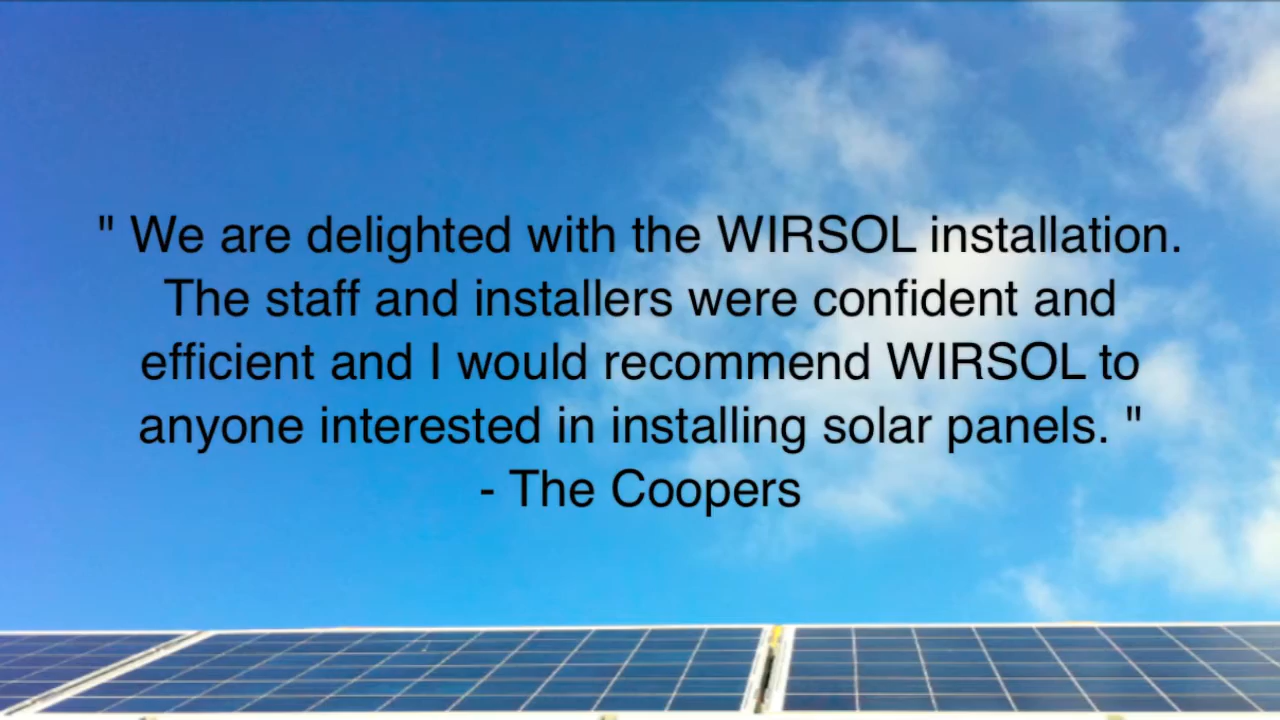 " We are delighted with the WIRSOL installation.
The staff and installers were confident and
efficient and I would recommend WIRSOL to
anyone interested in installing solar panels. "
- The Coopers